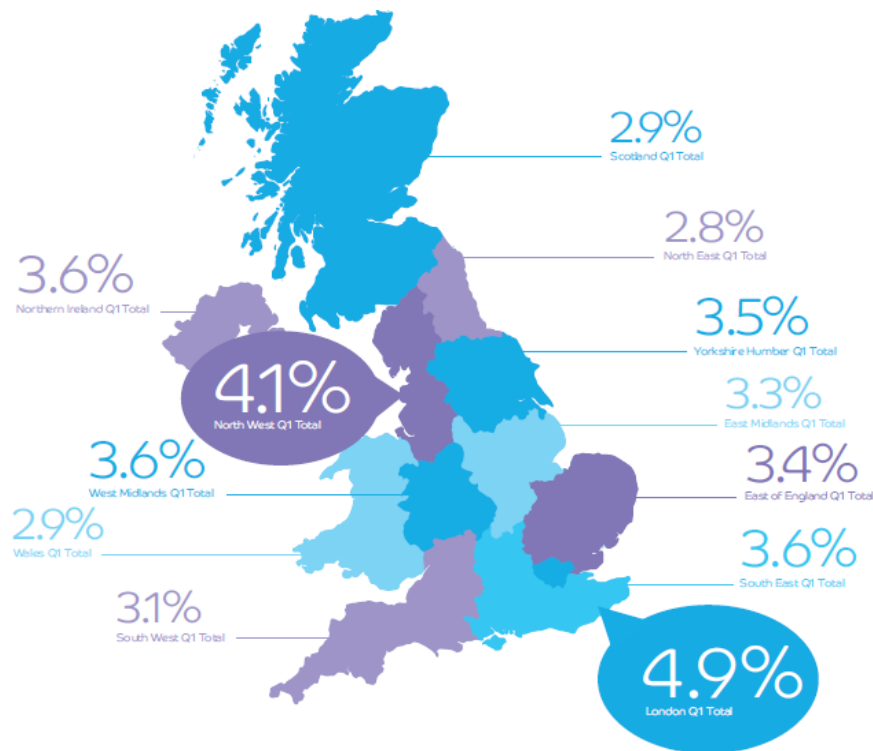 2.9%
Scotland Q1 Total
2.8%
North East Q1 Total
3.6%
Northern Ireland Q1 Total
3.5%
Yorkshire Humber Q1 Total
4.1%
North West Q1 Total
3.3%
East Midlands Q1 Total
3.6%
West Midlands Q1 Total
3.4%
East of England Q1 Total
2.9%
Wales Q1 Total
3.6%
South East Q1 Total
3.1%
South West Q1 Total
4.9%
London Q1 Total